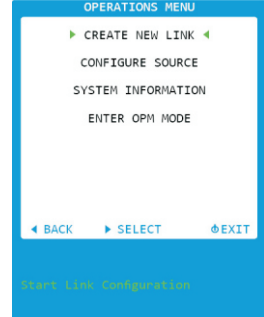 OPERATIONS MENU
CREATE NEW LINK
CONFIGURE SOURCE
SYSTEM INFORMATION
ENTER OPM MODE
BACK SELECT EXIT
Start Link Configuration